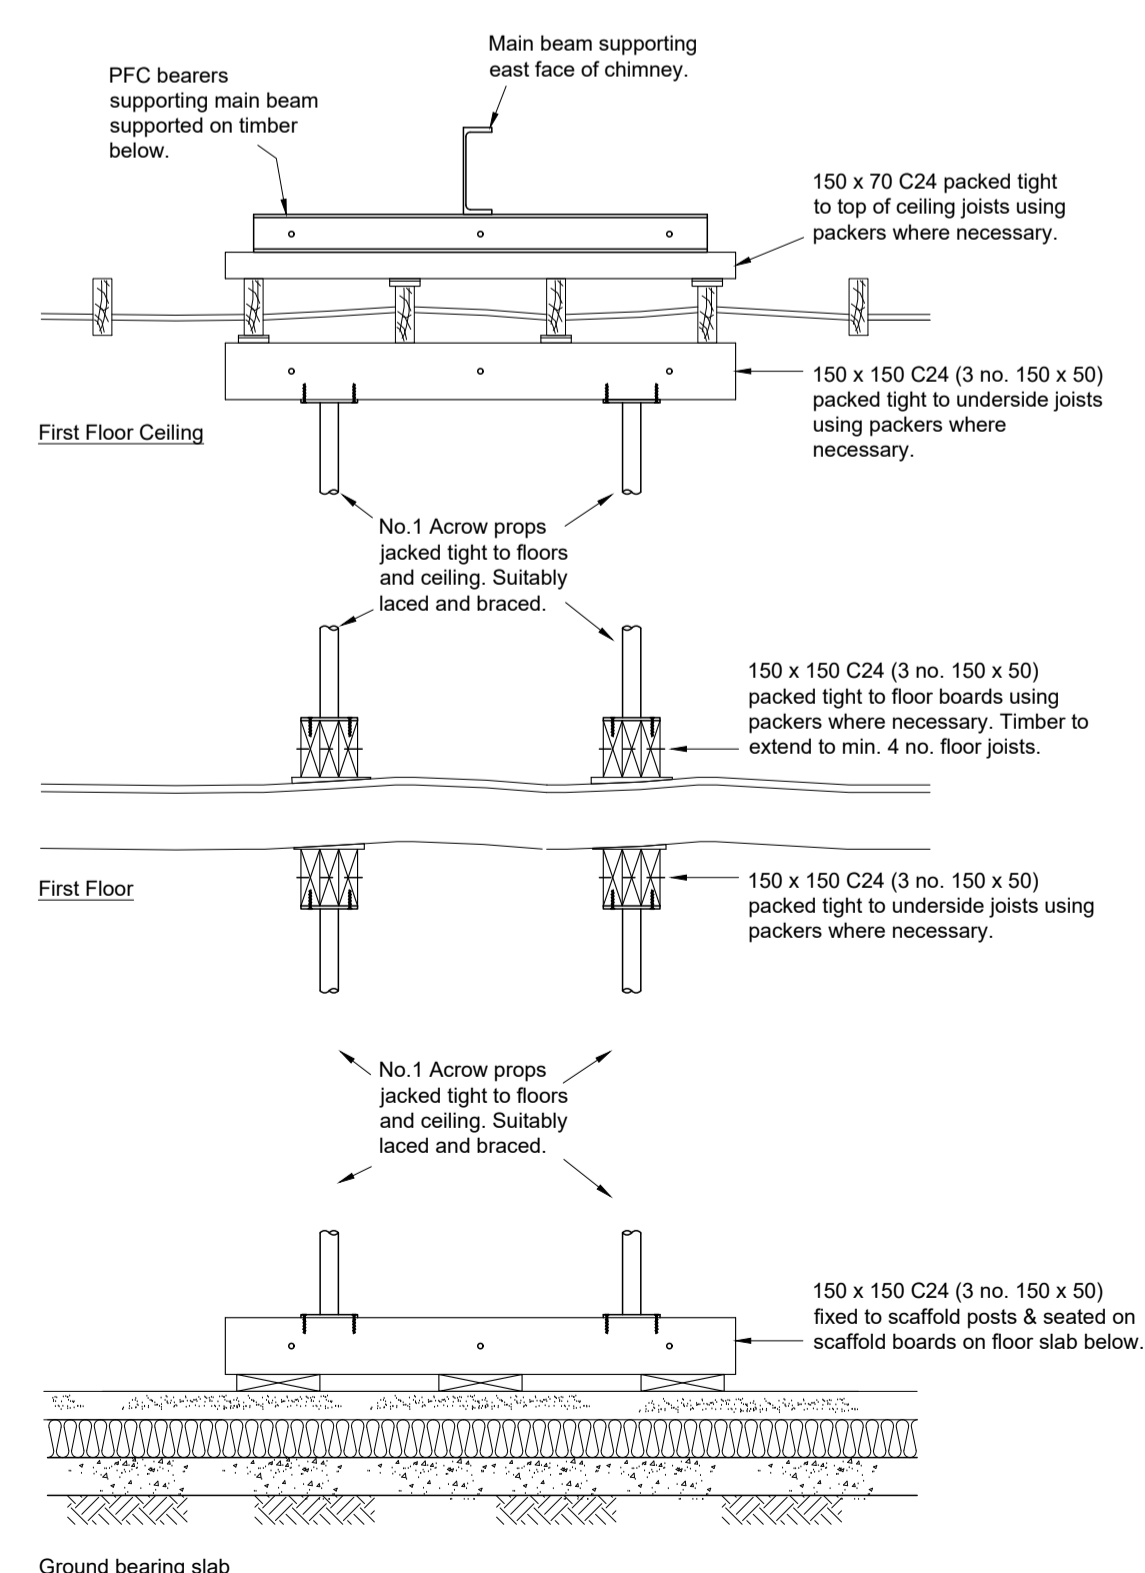 Main beam supporting
east face of chimney.
PFC bearers
supporting main beam
supported on timber
below.
150 x 70 C24 packed tight
to top of ceiling joists using
packers where necessary.
150 x 150 C24 (3 no. 150 x 50)
packed tight to underside joists
using packers where
necessary.
First Floor Ceiling
No.1 Acrow props
jacked tight to floors
and ceiling. Suitably
laced and braced.
150 x 150 C24 (3 no. 150 x 50)
packed tight to floor boards using
packers where necessary. Timber to
extend to min. 4 no. floor joists.
First Floor
150 x 150 C24 (3 no. 150 x 50)
packed tight to underside joists using
packers where necessary.
No.1 Acrow props
jacked tight to floors
and ceiling. Suitably
laced and braced.
150 x 150 C24 (3 no. 150 x 50)
fixed to scaffold posts & seated on
scaffold boards on floor slab below.
Ground bearing slab